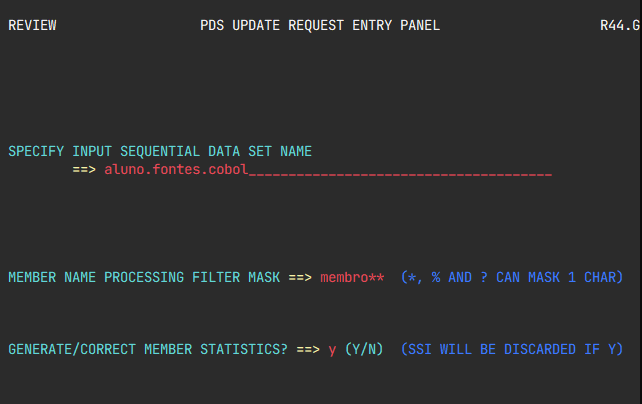 REVIEW PDS UPDATE REQUEST ENTRY PANEL R44.G
SPECIFY INPUT SEQUENTIAL DATA SET NAME
==> aluno.fontes.cobol______________________________________
MEMBER NAME PROCESSING FILTER MASK ==> membro** (*, % AND ? CAN MASK 1 CHAR)
GENERATE/CORRECT MEMBER STATISTICS? ==> y (Y/N) (SSI WILL BE DISCARDED IF Y)